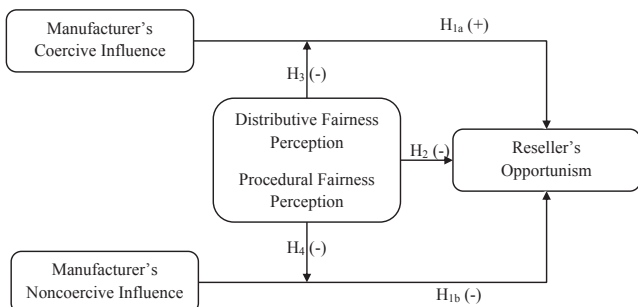 Manufacturer's
Coercive Influence
H1a (+)
H3 (-)
Distributive Fairness
Perception
Procedural Fairness
Perception
H2 (-)
Reseller's
Opportunism
H4 (-)
Manufacturer's
Noncoercive Influence
H1b (-)